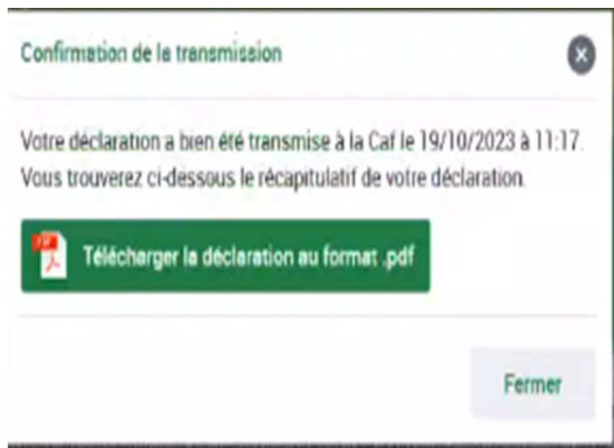 Confirmation de la transmission
Votre déclaration a bien été transmise à la Caf le 19/10/2023 à 11:17.
Vous trouverez ci-dessous le récapitulatif de votre déclaration.
PDF
Télécharger la déclaration au format .pdf
Fermer